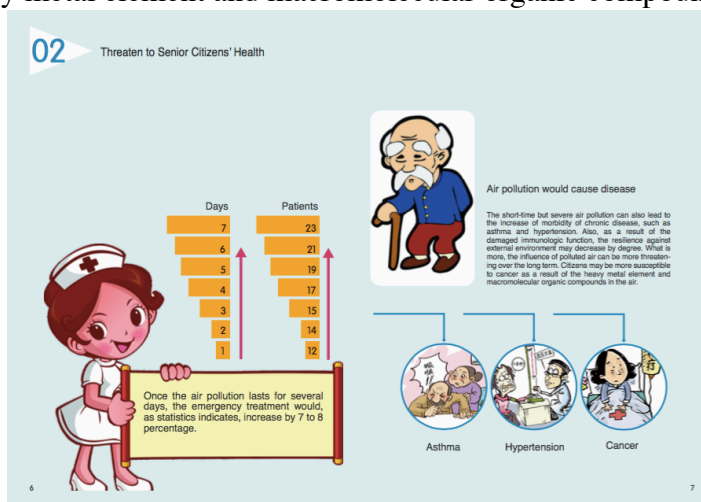 y metal element and macromolecular organic compoun
02
Threaten to Senior Citizens' Health
Days
Patients
7
23
6
21
5
19
4
17
3
15
2
14
1
12
Once the air pollution lasts for several
days, the emergency treatment would,
as statistics indicates, increase by 7 to 8
percentage.
6
Air pollution would cause disease
The short-time but severe air pollution can also lead to
the increase of morbidity of chronic disease, such as
asthma and hypertension. Also, as a result of the
damaged immunologic function, the resilience against
external environment may decrease by degree. What is
more, the influence of polluted air can be more threaten-
ing over the long term. Citizens may be more susceptible
to cancer as a result of the heavy metal element and
macromolecular organic compounds in the air.
Asthma
Hypertension
Cancer
7